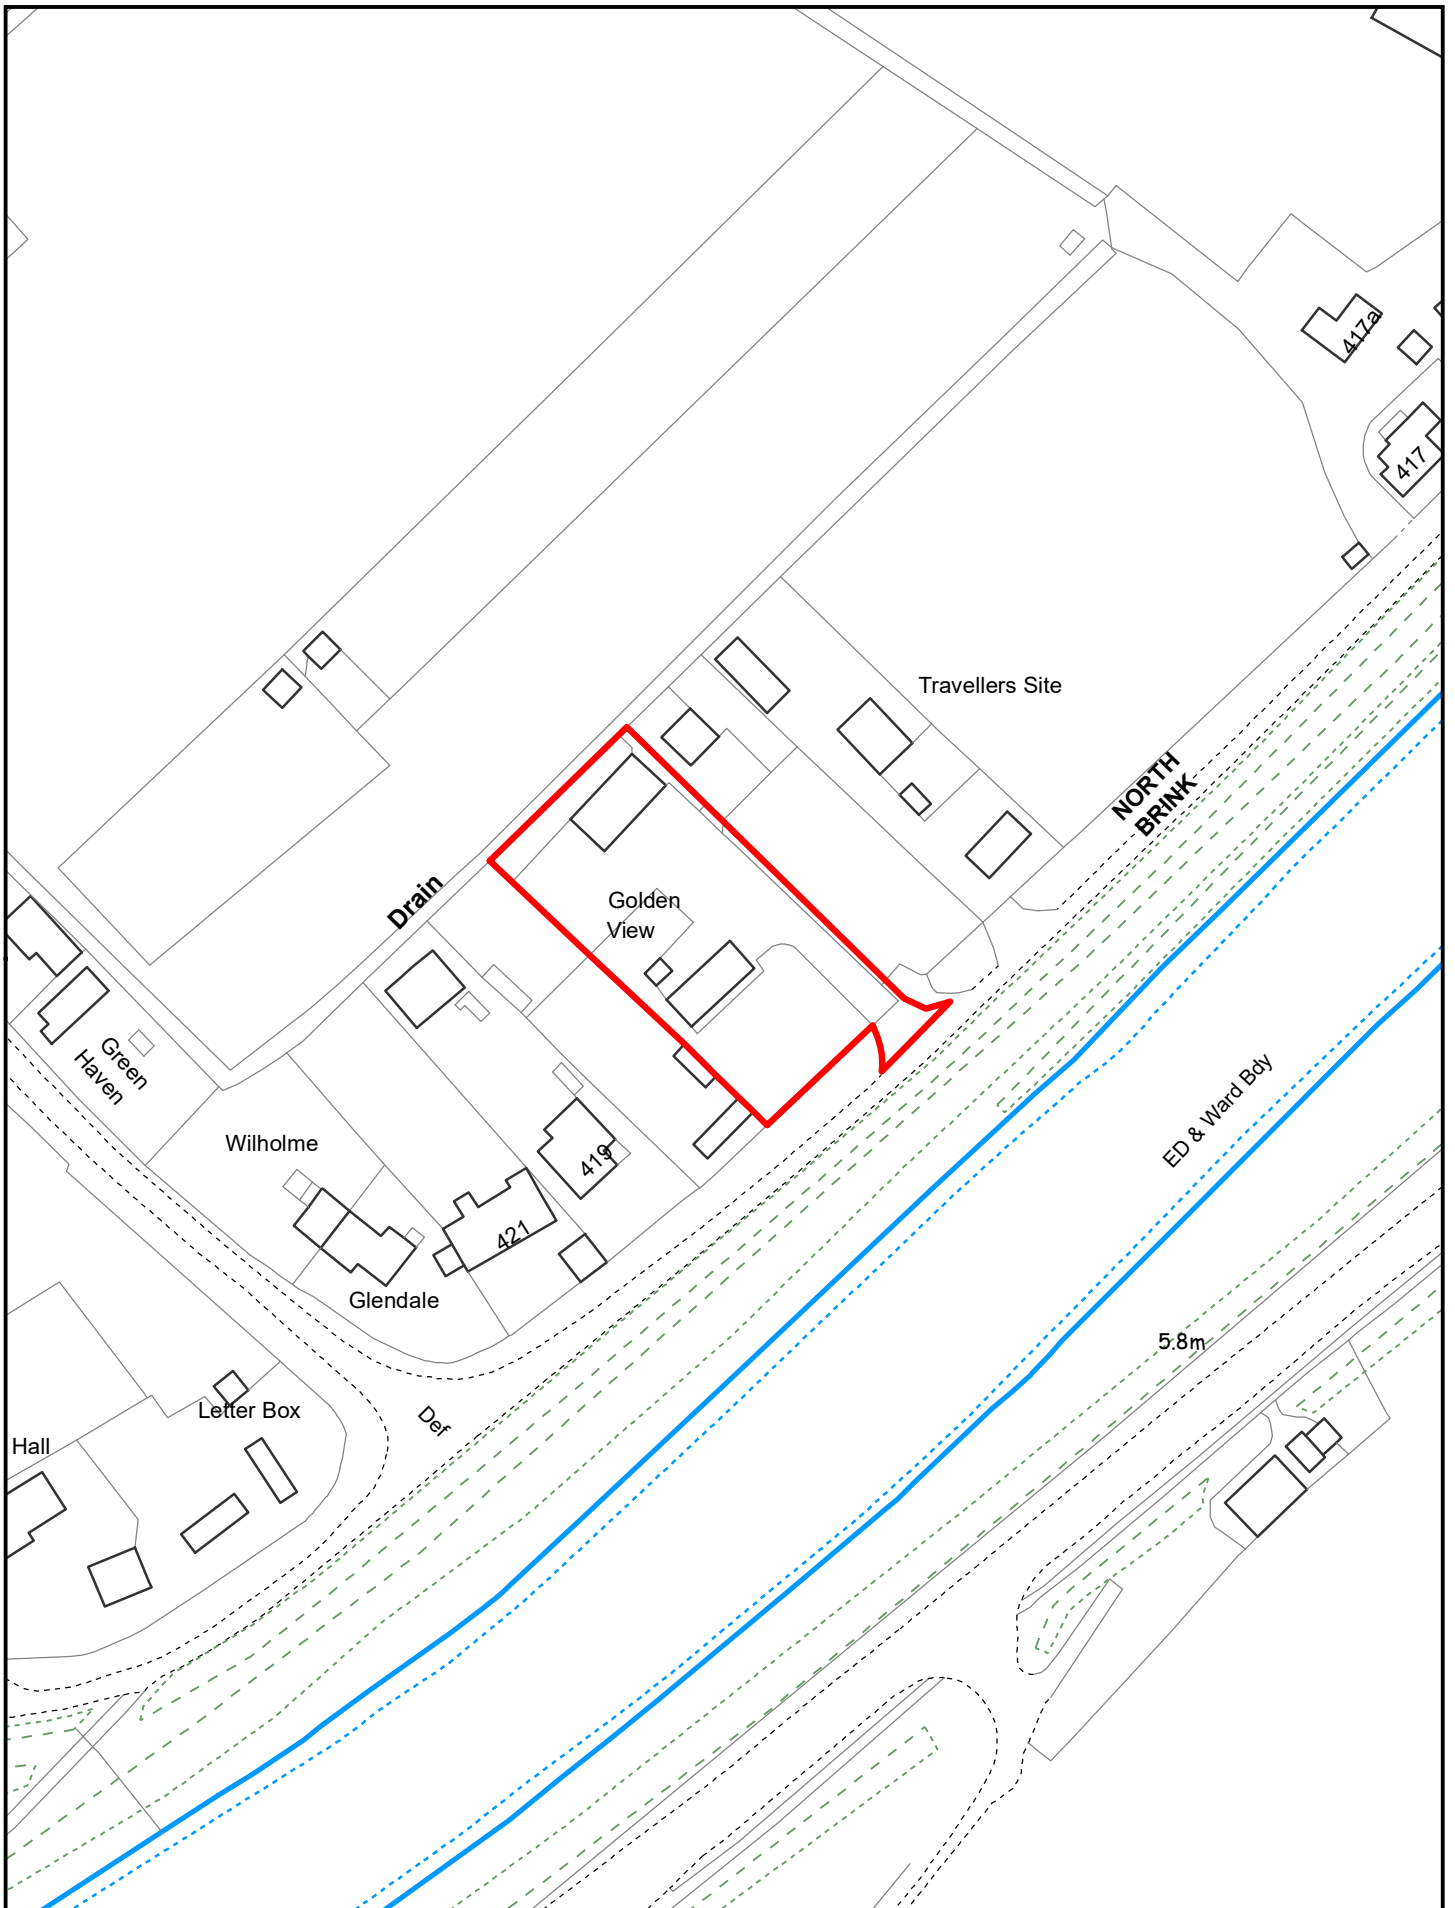 417a
417
Travellers Site
NORTH
BRINK
Drain
Golden
View
Green
Haven
Wilholme
419
421
Glendale
ED & Ward Bdy
5.8m
Letter Box
Def
Hall